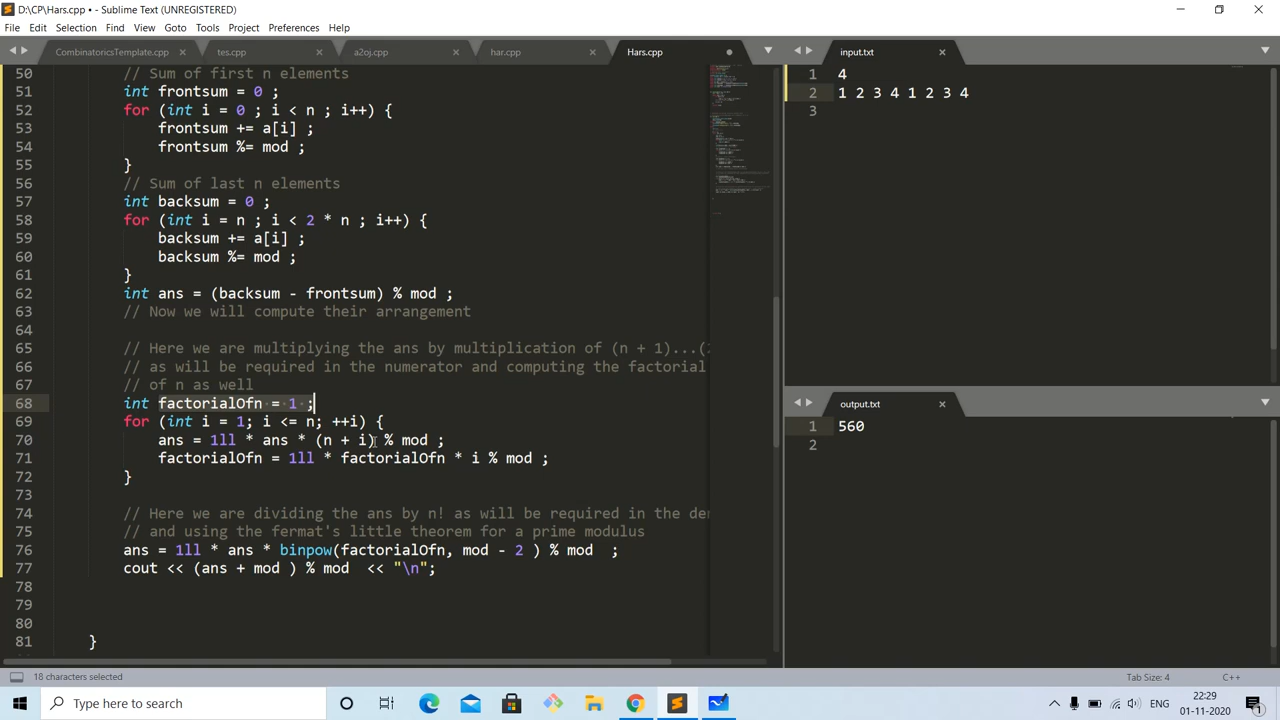 D:\CP\Hars.cpp • - Sublime Text (UNREGISTERED)
File Edit Selection Find View Goto Tools Project Preferences Help
CombinatoricsTemplate.cpp tes.cpp a2oj.cpp har.cpp Hars.cpp
50 // Sum of first n elements
51 int frontsum = 0 ;
52 for (int i = 0 ; i < n ; i++) {
53 frontsum += a[i] ;
54 frontsum %= mod ;
55 }
56 // Sum of last n elements
57 int backsum = 0 ;
58 for (int i = n ; i < 2 * n ; i++) {
59 backsum += a[i] ;
60 backsum %= mod ;
61 }
62 int ans = (backsum - frontsum) % mod ;
63 // Now we will compute their arrangement
64
65 // Here we are multiplying the ans by multiplication of (n + 1)...(2
66 // as will be required in the numerator and computing the factorial
67 // of n as well
68 int factorialOfn = 1 ;
69 for (int i = 1; i <= n; ++i) {
70 ans = 1ll * ans * (n + i) % mod ;
71 factorialOfn = 1ll * factorialOfn * i % mod ;
72 }
73
74 // Here we are dividing the ans by n! as will be required in the de
75 // and using the fermat's little theorem for a prime modulus
76 ans = 1ll * ans * binpow(factorialOfn, mod - 2 ) % mod ;
77 cout << (ans + mod ) % mod << "\n";
78
79
80
81 }
input.txt
1 4
2 1 2 3 4 1 2 3 4
3
output.txt
1 560
2
18 characters selected
Tab Size: 4 C++
Type here to search
ENG
22:29
01-11-2020
1